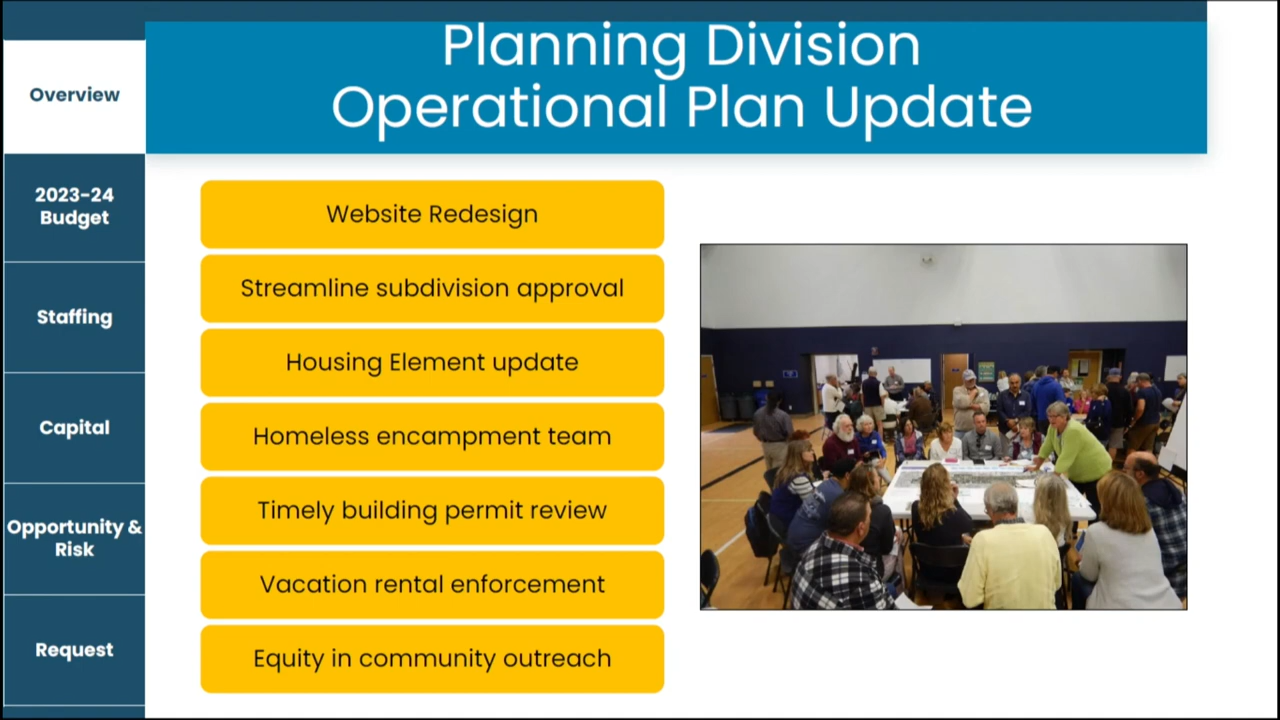 Planning Division
Operational Plan Update
Overview
2023-24
Budget
Staffing
Capital
Opportunity &
Risk
Request
Website Redesign
Streamline subdivision approval
Housing Element update
Homeless encampment team
Timely building permit review
Vacation rental enforcement
Equity in community outreach